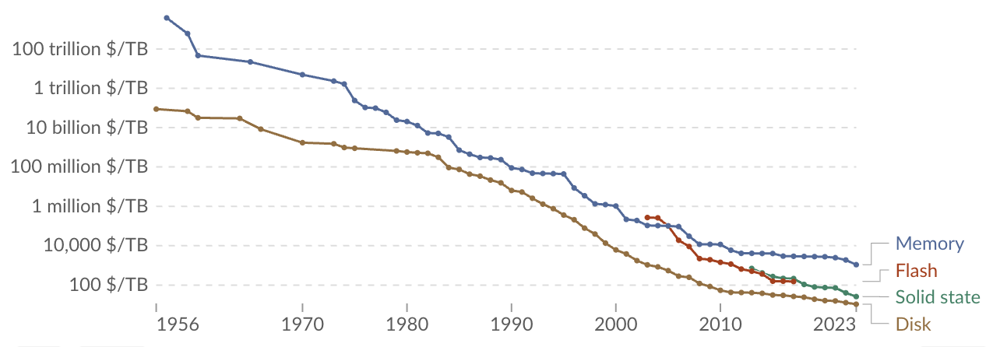 100 trillion $/TB
1 trillion $/TB
10 billion $/TB
100 million $/TB
1 million $/TB
10,000 $/TB
100 $/TB
Memory
Flash
Solid state
Disk
1956 1970 1980 1990 2000 2010 2023